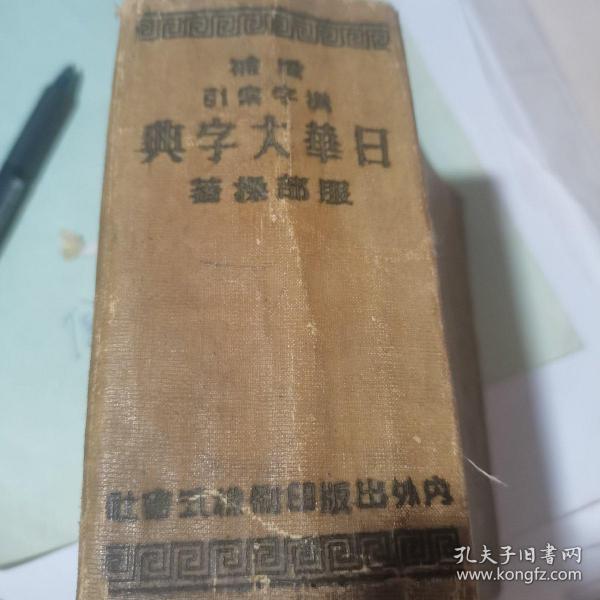 增補
漢字索引
日華大字典
服部操著
内外出版印刷株式會社
孔夫子旧书网
www.kongfz.com